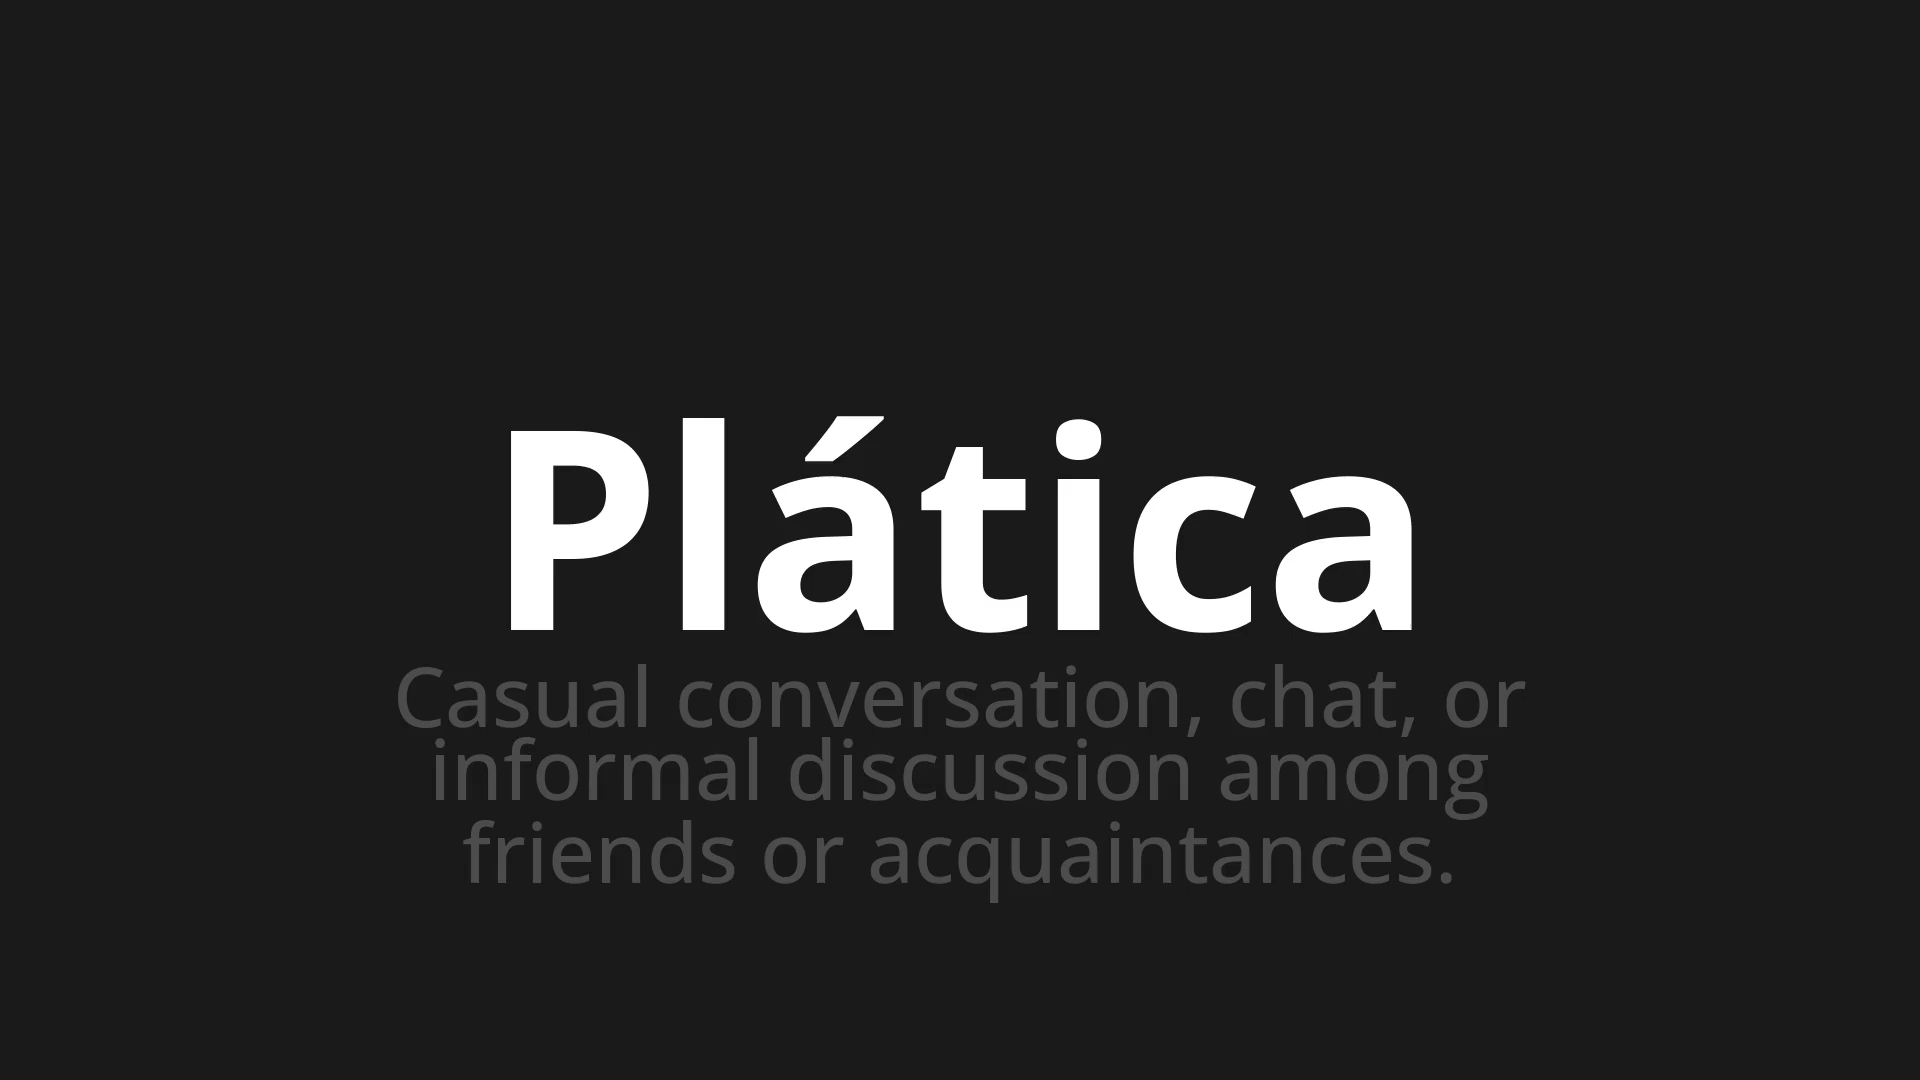 Plática
Casual conversation, chat, or
informal discussion among
friends or acquaintances.